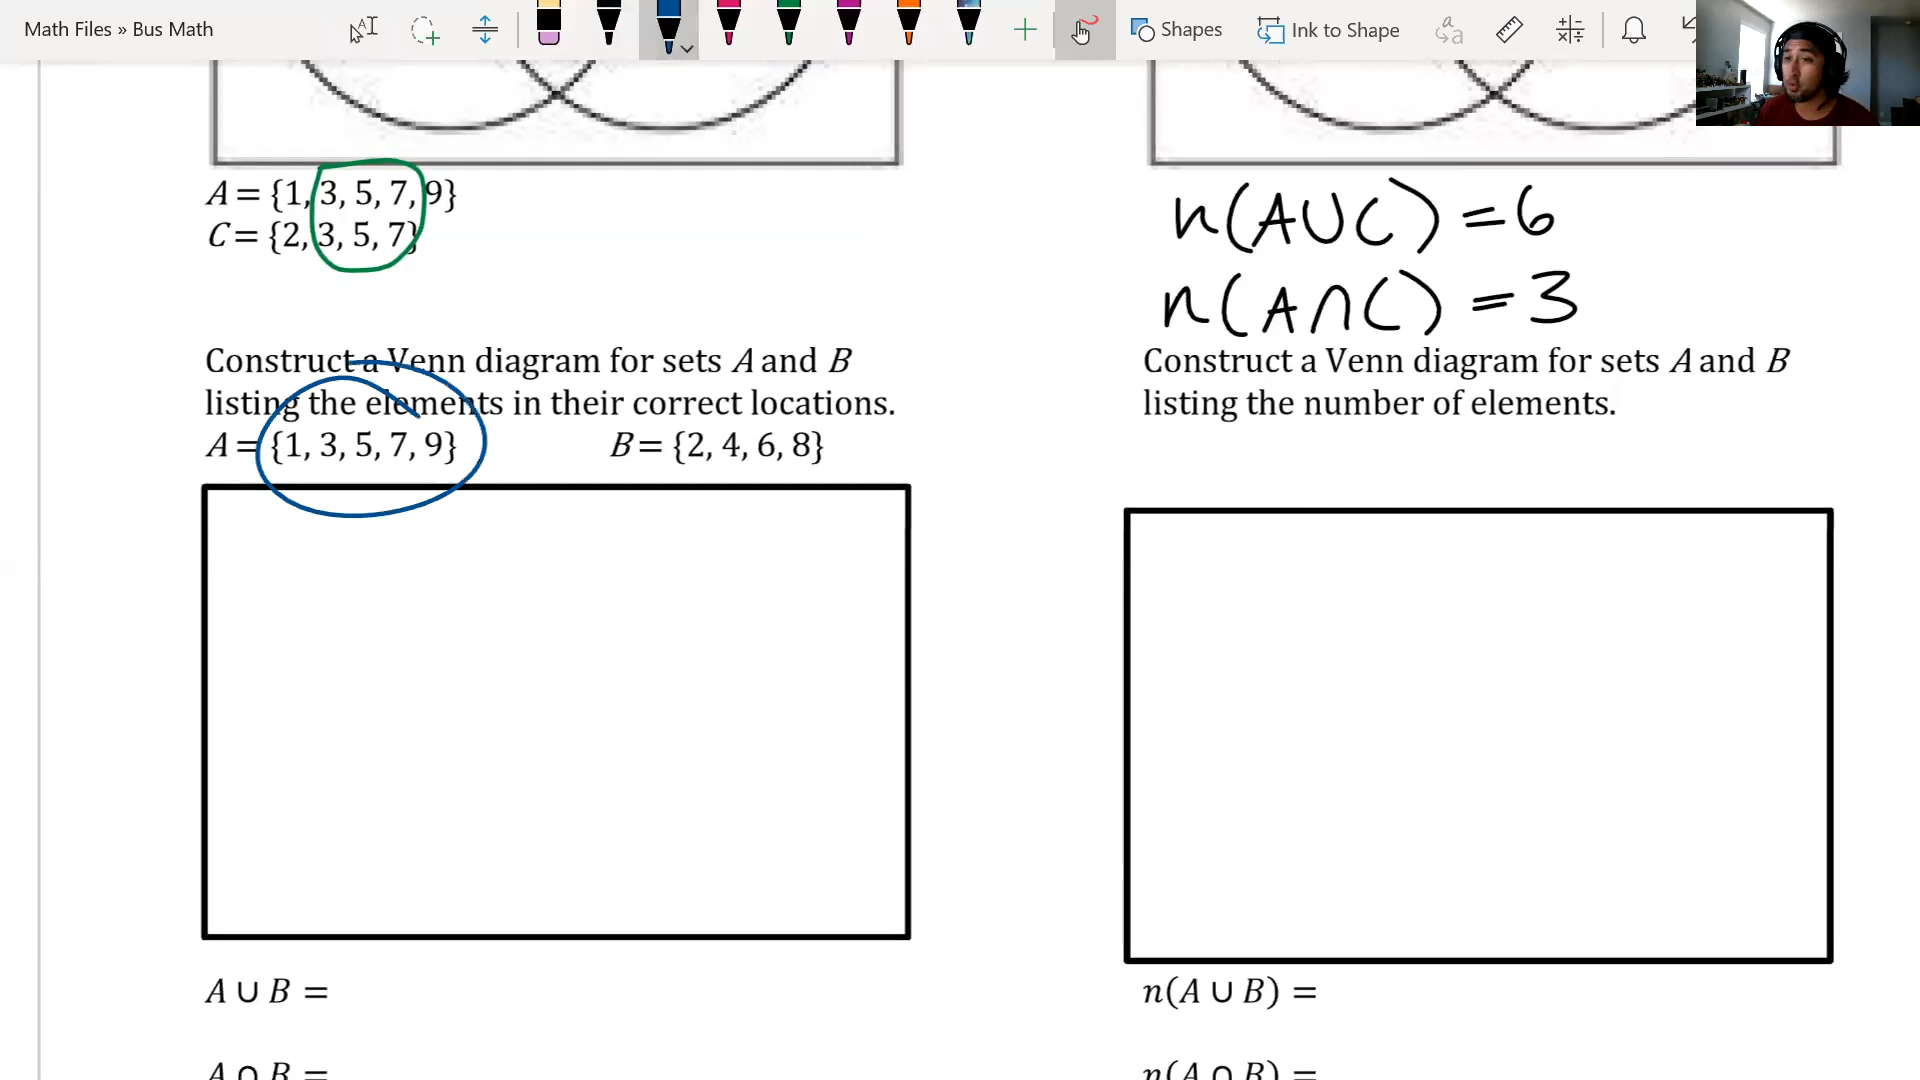 Math Files » Bus Math
Shapes
Ink to Shape
A = {1, 3, 5, 7, 9}
C = {2, 3, 5, 7}
n(A∪C) = 6
n(A∩C) = 3
Construct a Venn diagram for sets A and B
listing the elements in their correct locations.
A = {1, 3, 5, 7, 9} B = {2, 4, 6, 8}
Construct a Venn diagram for sets A and B
listing the number of elements.
A ∪ B =
n(A ∪ B) =
A ∩ B =
n(A ∩ B) =